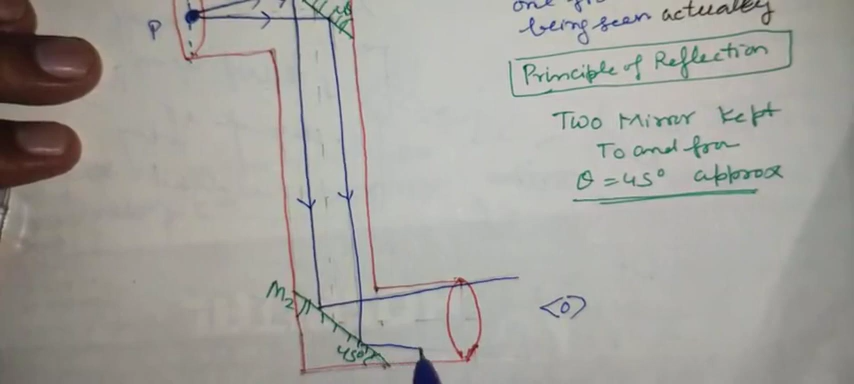 being seen actually
P
Principle of Reflection
Two Mirror Kept
To and fro
θ = 45° approx
M2
45°